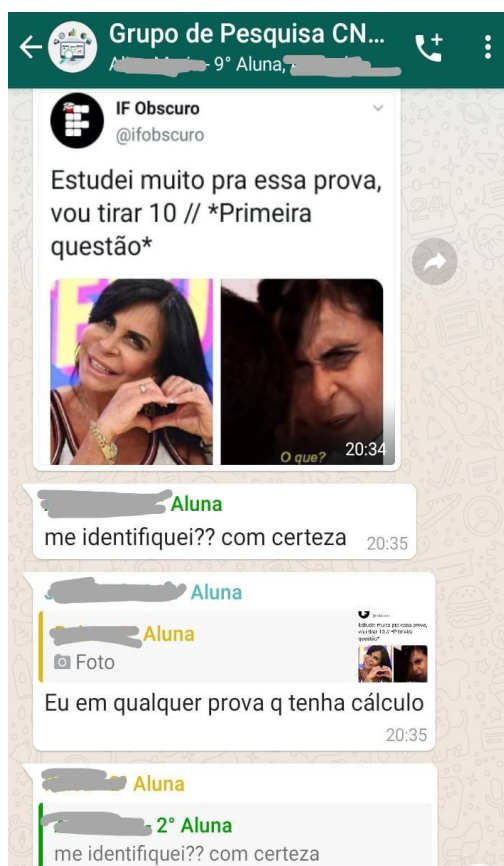 Grupo de Pesquisa CN...
- 9° Aluna,
IF Obscuro
@ifobscuro
Estudei muito pra essa prova,
vou tirar 10 // *Primeira
questão*
O que?
20:34
Aluna
me identifiquei?? com certeza 20:35
Aluna
Aluna
Foto
Eu em qualquer prova q tenha cálculo
20:35
Aluna
- 2° Aluna
me identifiquei?? com certeza